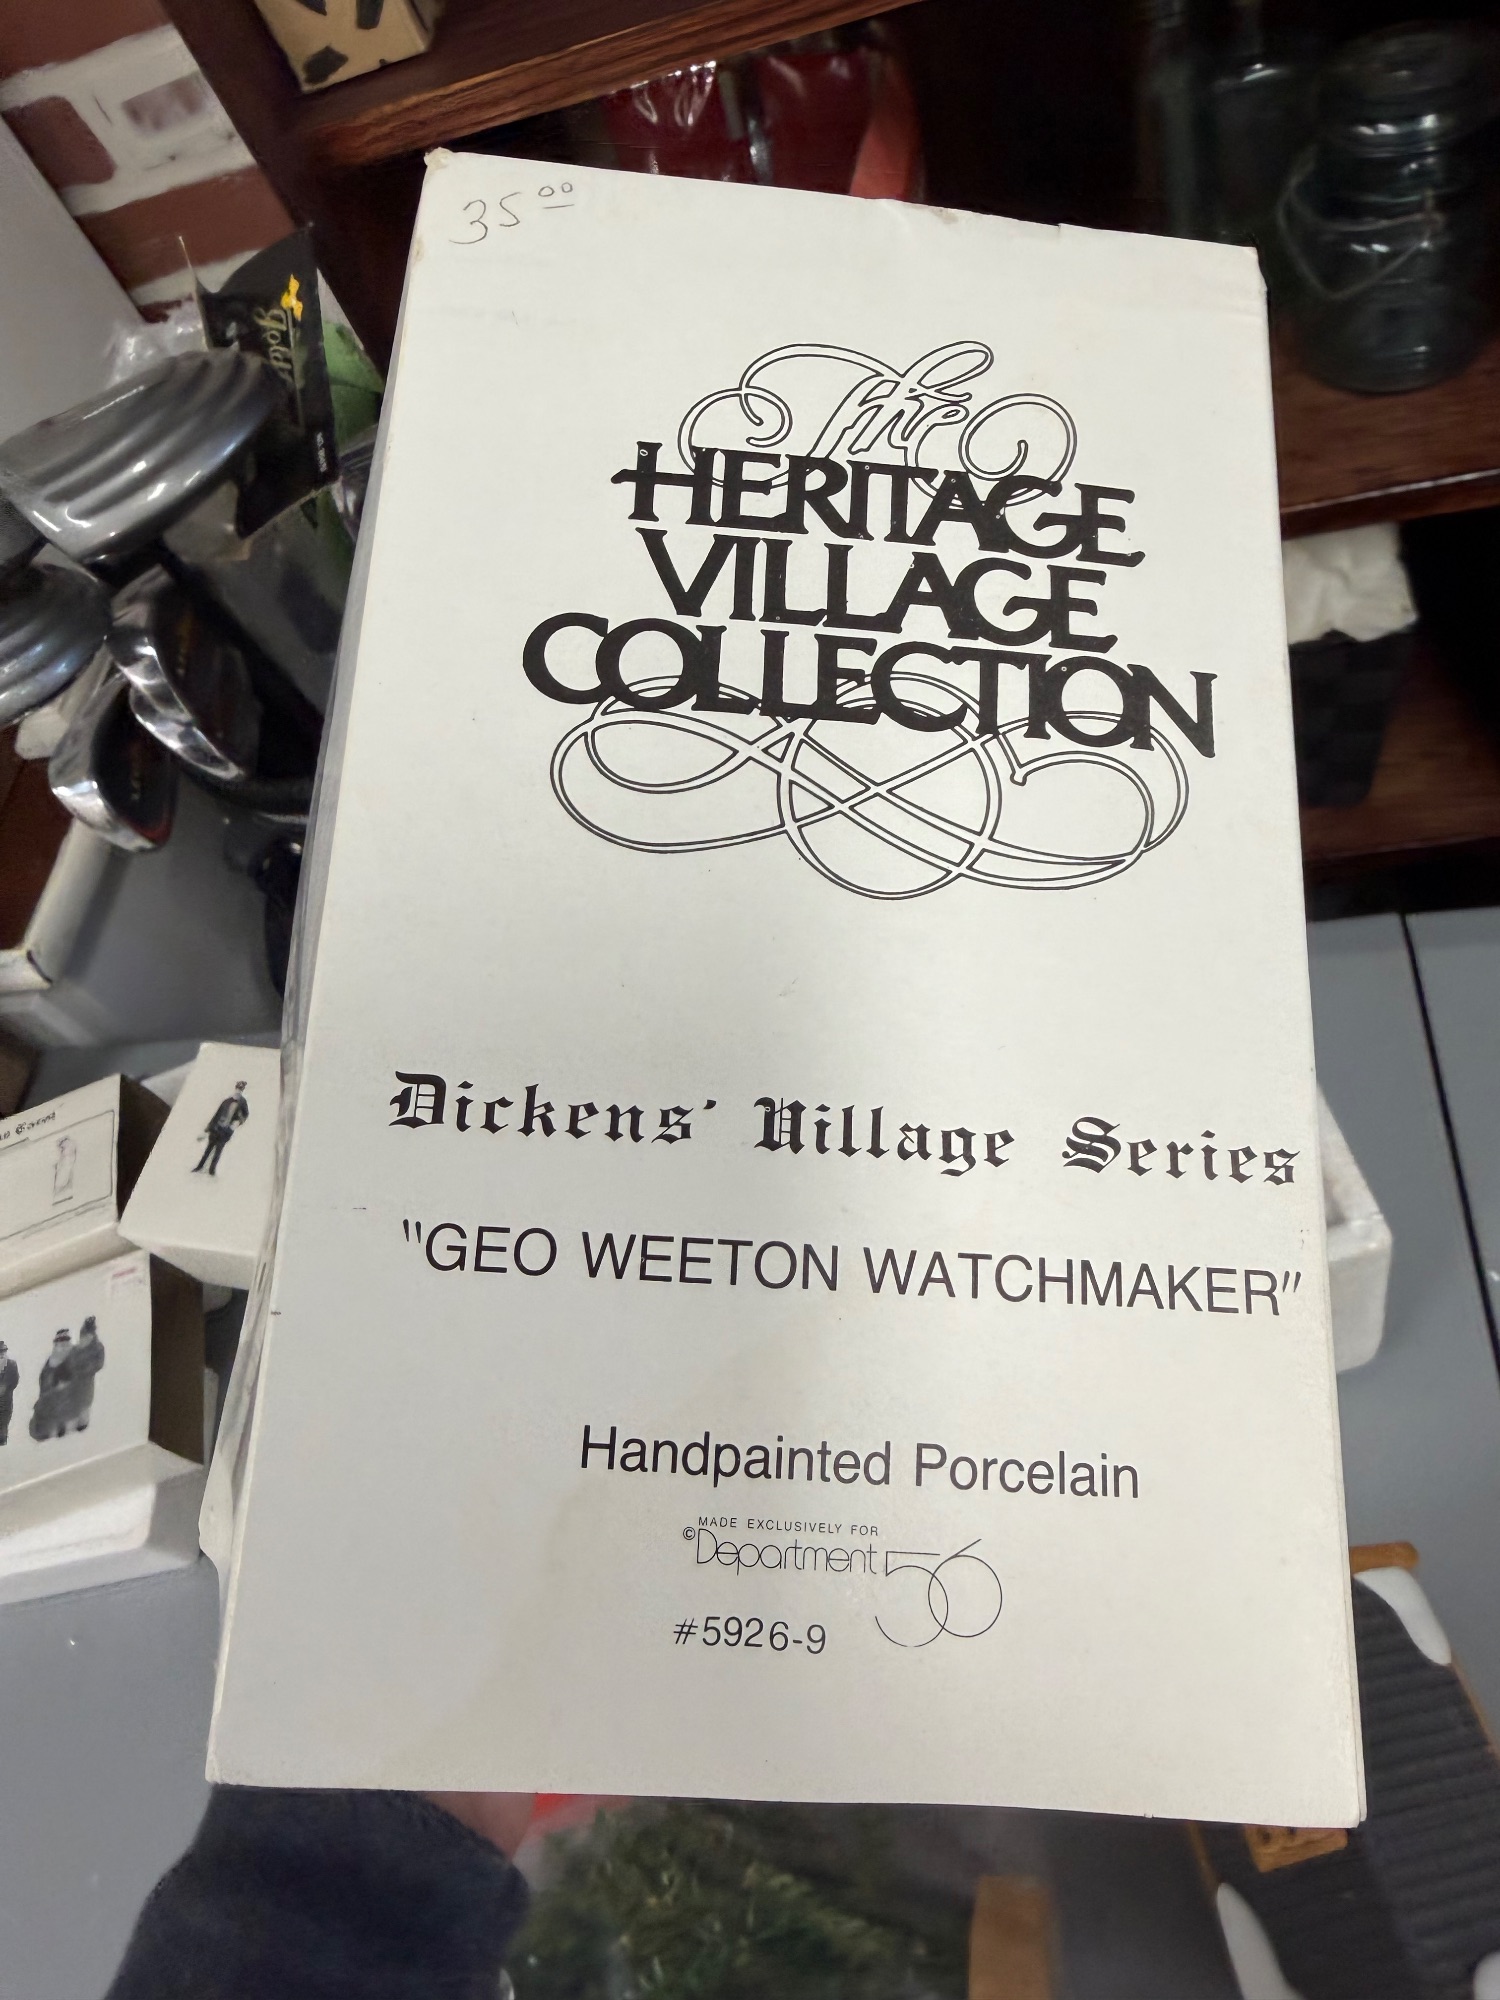 35⁰⁰
The
HERITAGE
VILLAGE
COLLECTION
Dickens' Village Series
"GEO WEETON WATCHMAKER"
Handpainted Porcelain
MADE EXCLUSIVELY FOR
©Department 56
#5926-9
gold